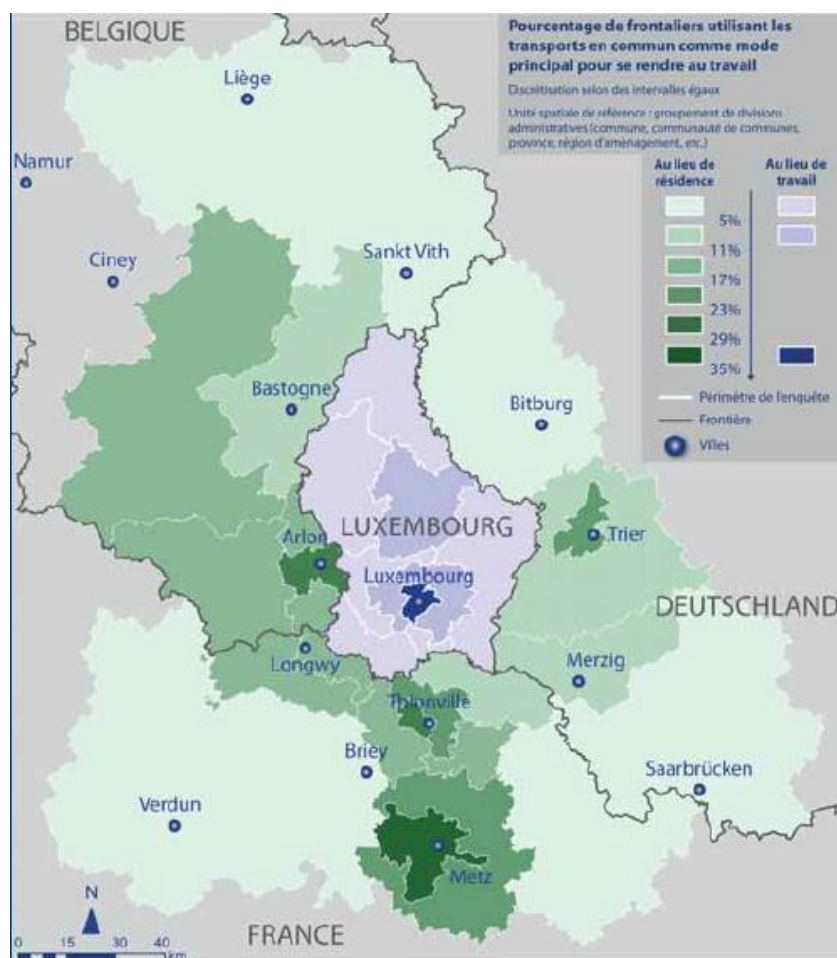 BELGIQUE
Pourcentage de frontaliers utilisant les
transports en commun comme mode
principal pour se rendre au travail
Discrétisation selon des intervalles égaux
Unité spatiale de référence : groupement de divisions
administratives (commune, communauté de communes,
province, région d'aménagement, etc.)
Au lieu de
résidence
Au lieu de
travail
5%
11%
17%
23%
29%
35%
Périmètre de l'enquête
Frontière
Villes
Liège
Namur
Ciney
Sankt Vith
Bastogne
Bitburg
LUXEMBOURG
Arlon
Trier
Luxembourg
DEUTSCHLAND
Longwy
Merzig
Thionville
Briey
Saarbrücken
Verdun
Metz
N
FRANCE
0 15 30 40
km